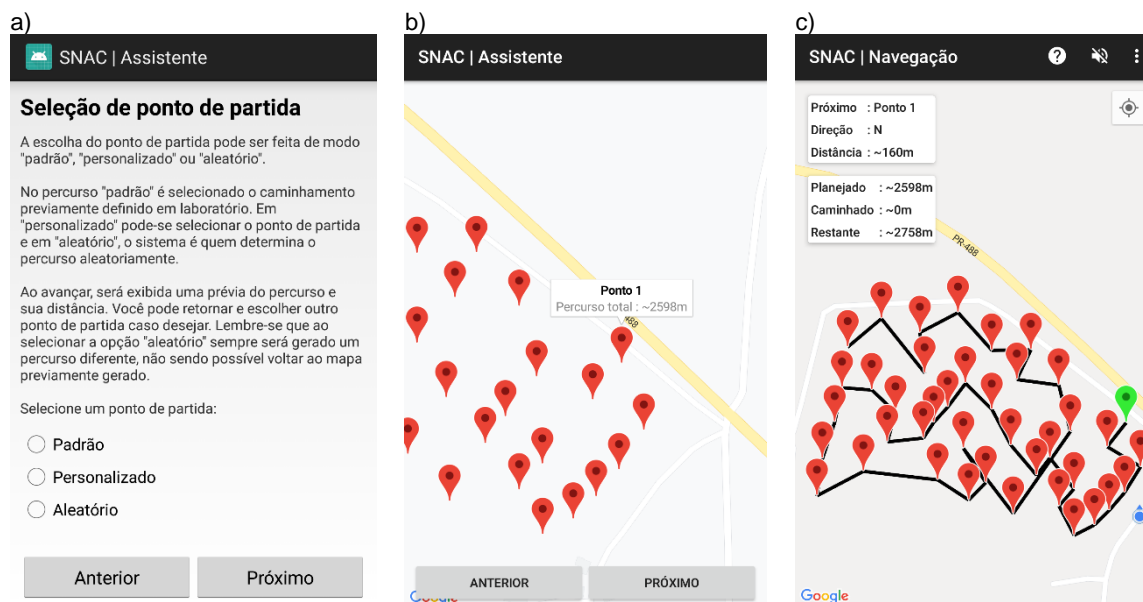 a)
SNAC | Assistente
Seleção de ponto de partida
A escolha do ponto de partida pode ser feita de modo
"padrão", "personalizado" ou "aleatório".
No percurso "padrão" é selecionado o caminhamento
previamente definido em laboratório. Em
"personalizado" pode-se selecionar o ponto de partida
e em "aleatório", o sistema é quem determina o
percurso aleatoriamente.
Ao avançar, será exibida uma prévia do percurso e
sua distância. Você pode retornar e escolher outro
ponto de partida caso desejar. Lembre-se que ao
selecionar a opção "aleatório" sempre será gerado um
percurso diferente, não sendo possível voltar ao mapa
previamente gerado.
Selecione um ponto de partida:
Padrão
Personalizado
Aleatório
Anterior
Próximo
b)
SNAC | Assistente
Ponto 1
Percurso total : ~2598m
488
ANTERIOR
PRÓXIMO
Google
c)
SNAC | Navegação
Próximo : Ponto 1
Direção : N
Distância : ~160m
Planejado : ~2598m
Caminhado : ~0m
Restante : ~2758m
PR-488
Google